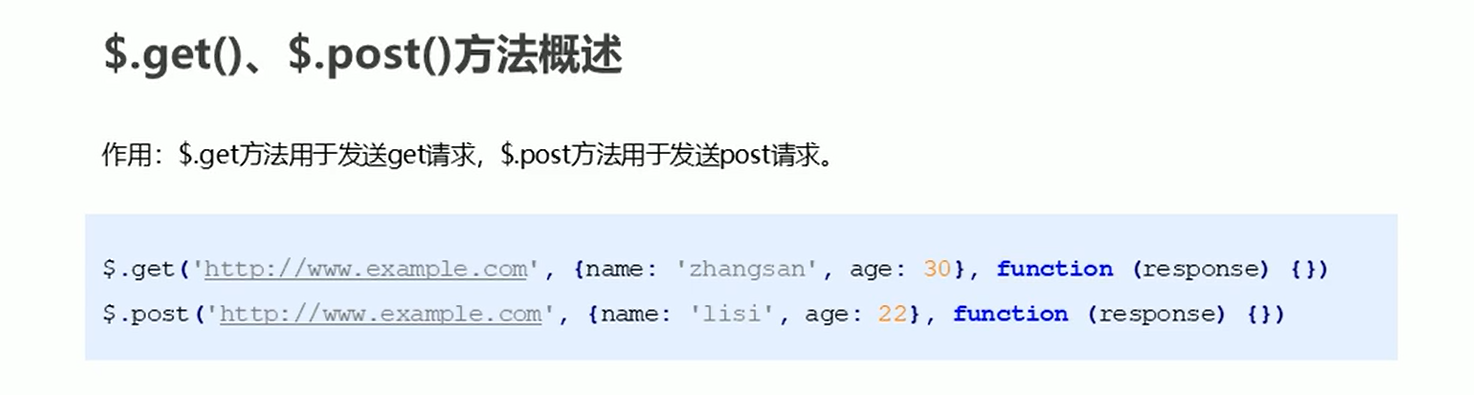 $.get()、$.post()方法概述
作用：$.get方法用于发送get请求，$.post方法用于发送post请求。
$.get('http://www.example.com', {name: 'zhangsan', age: 30}, function (response) {})
$.post('http://www.example.com', {name: 'lisi', age: 22}, function (response) {})